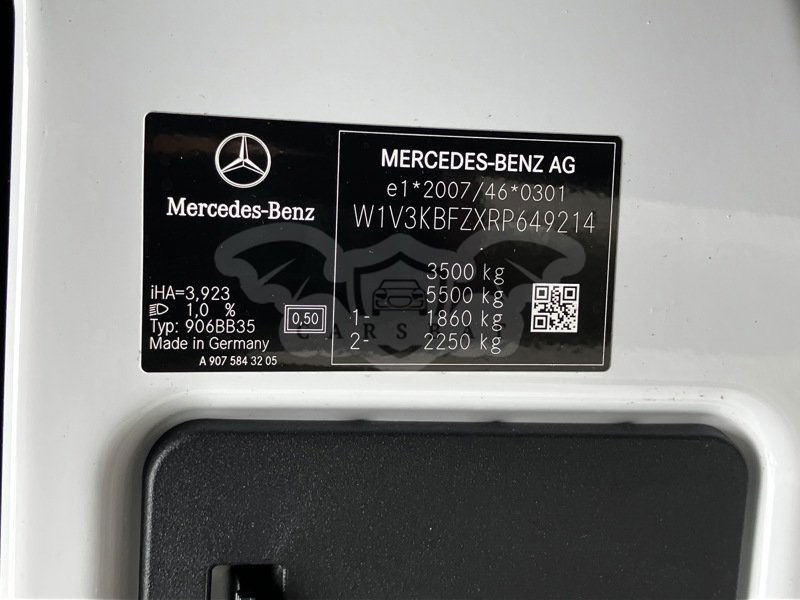 Mercedes-Benz
iHA=3,923
1,0 %
Typ: 906BB35
Made in Germany
0,50
A 907 584 32 05
MERCEDES-BENZ AG
e1*2007/46*0301
W1V3KBFZXRP649214
3500 kg
5500 kg
1- 1860 kg
2- 2250 kg
CARSBAT